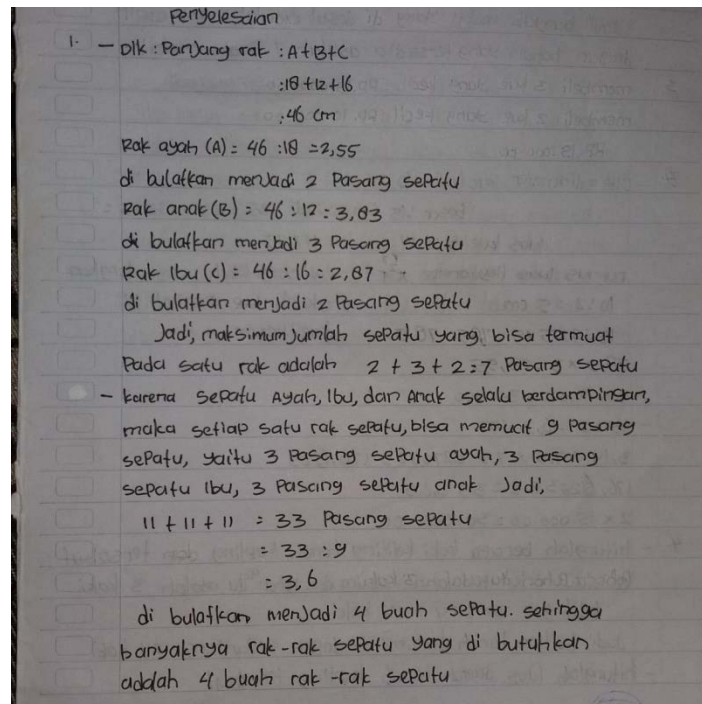 Penyelesaian
1. - Dik : Panjang rak : A+B+C
: 18 + 12 + 16
: 46 cm
Rak ayah (A) = 46 : 18 = 2,55
di bulatkan menjadi 2 Pasang sepatu
Rak anak (B) = 46 : 12 : 3,83
di bulatkan menjadi 3 Pasang sepatu
Rak Ibu (C) = 46 : 16 : 2,87
di bulatkan menjadi 2 Pasang sepatu
Jadi, maksimum jumlah sepatu yang bisa termuat
Pada satu rak adalah 2 + 3 + 2 = 7 Pasang sepatu
- karena sepatu Ayah, Ibu, dan Anak selalu berdampingan,
maka setiap satu rak sepatu, bisa memuat 9 Pasang
sepatu, yaitu 3 Pasang sepatu ayah, 3 Pasang
sepatu Ibu, 3 Pasang sepatu anak Jadi,
11 + 11 + 11 = 33 Pasang sepatu
= 33 : 9
= 3,6
di bulatkan menjadi 4 buah sepatu. sehingga
banyaknya rak-rak sepatu yang di butuhkan
adalah 4 buah rak-rak sepatu